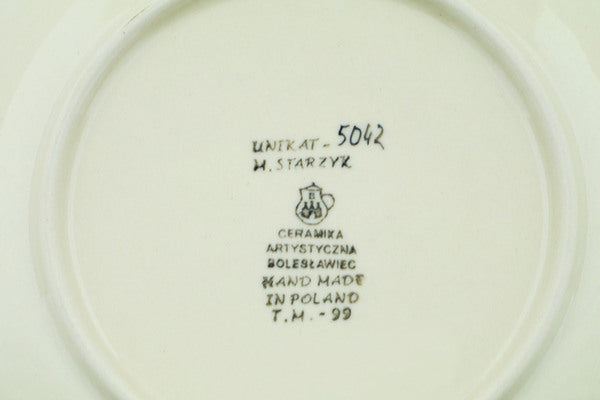 UNIKAT - 5042
M. STARZYK
B
CERAMIKA
ARTYSTYCZNA
BOLESŁAWIEC
HAND MADE
IN POLAND
T.M. - 99